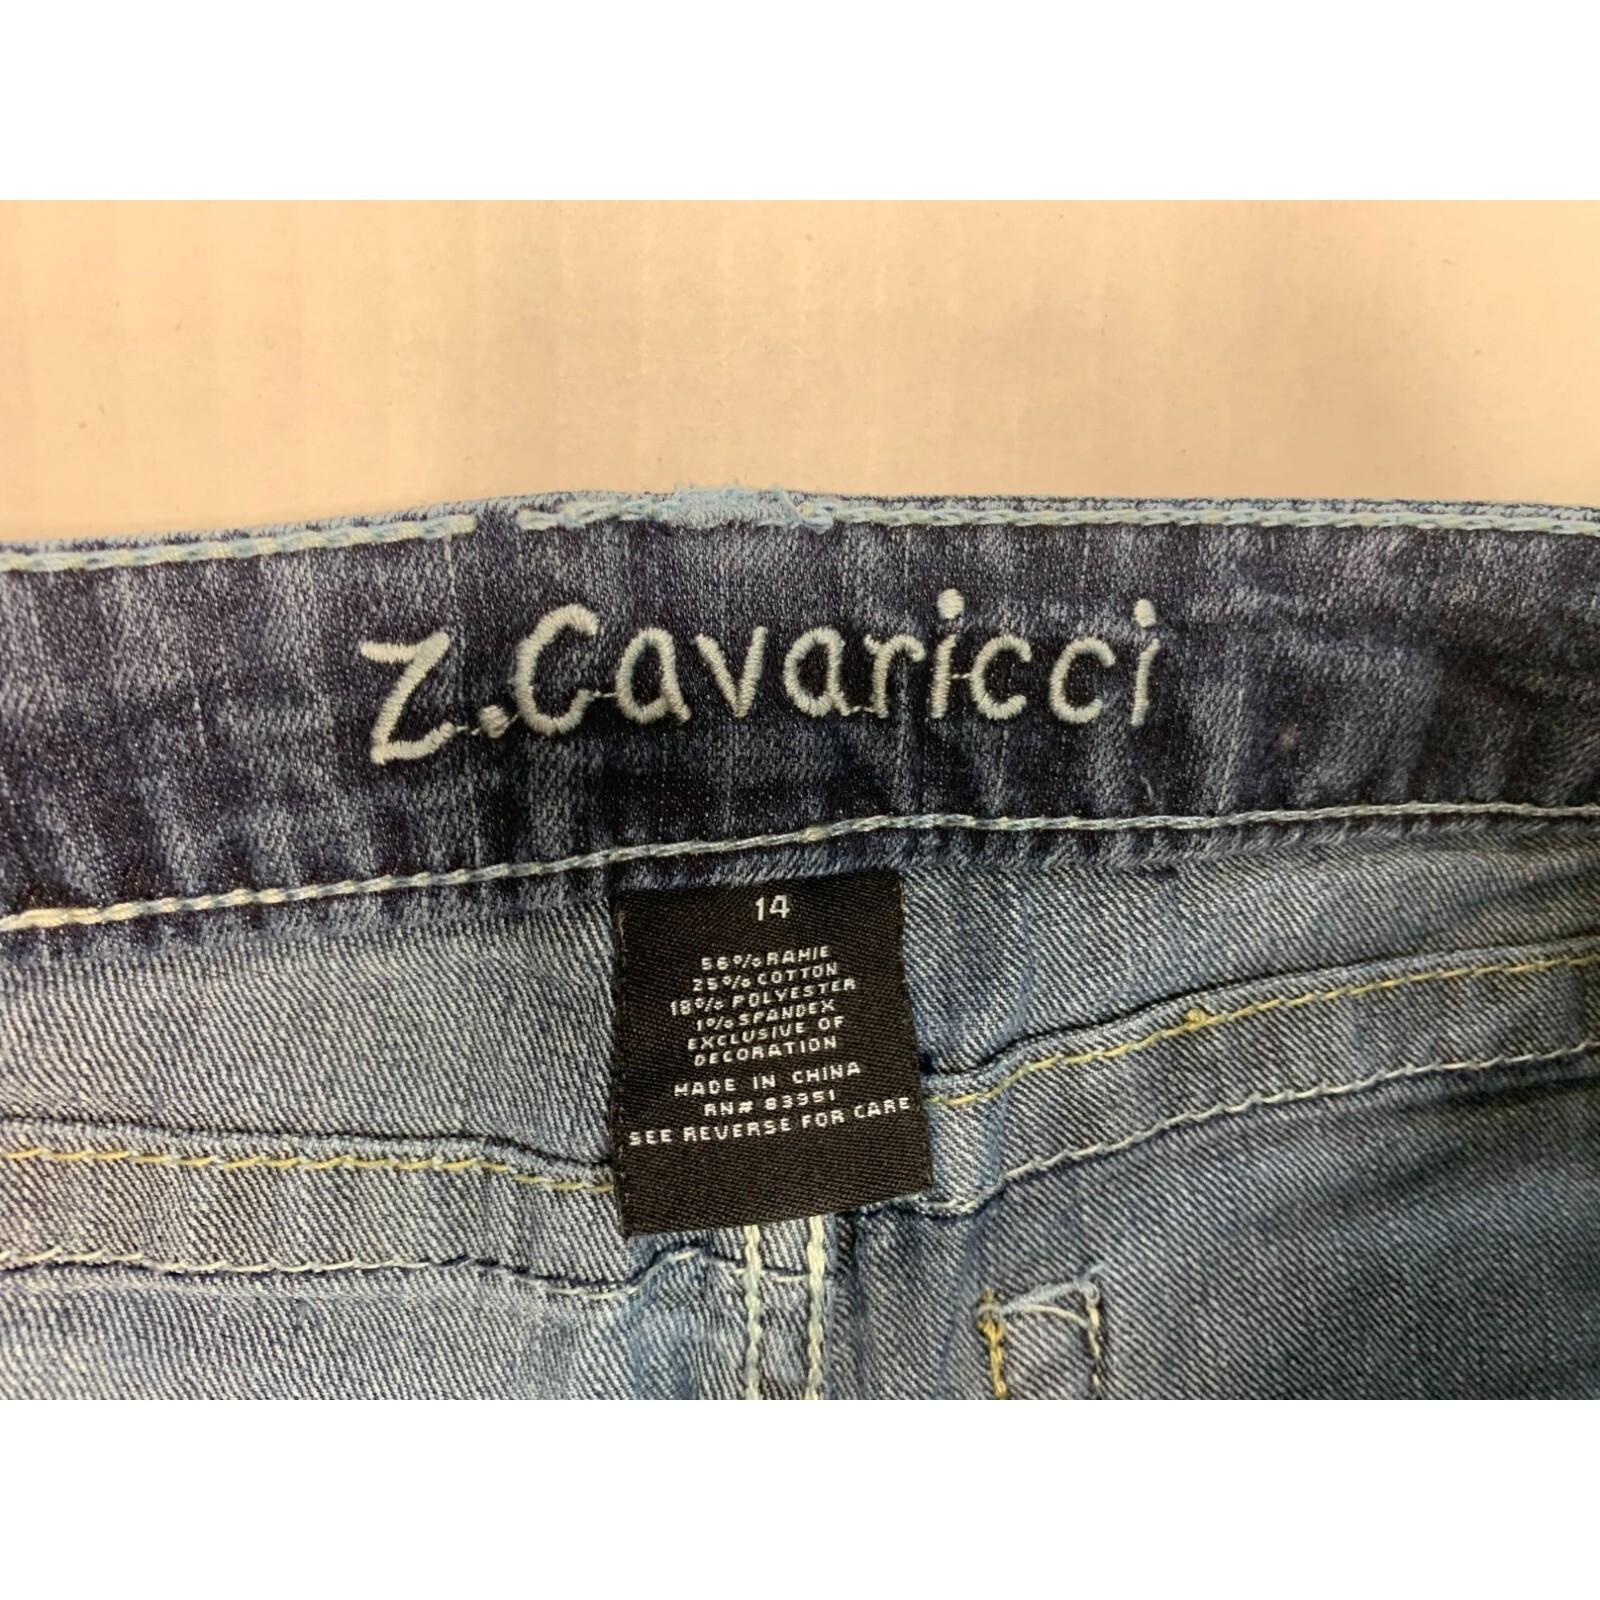 Z.Cavaricci
14
56% RAMIE
25% COTTON
18% POLYESTER
1% SPANDEX
EXCLUSIVE OF
DECORATION
MADE IN CHINA
RN# 83951
SEE REVERSE FOR CARE